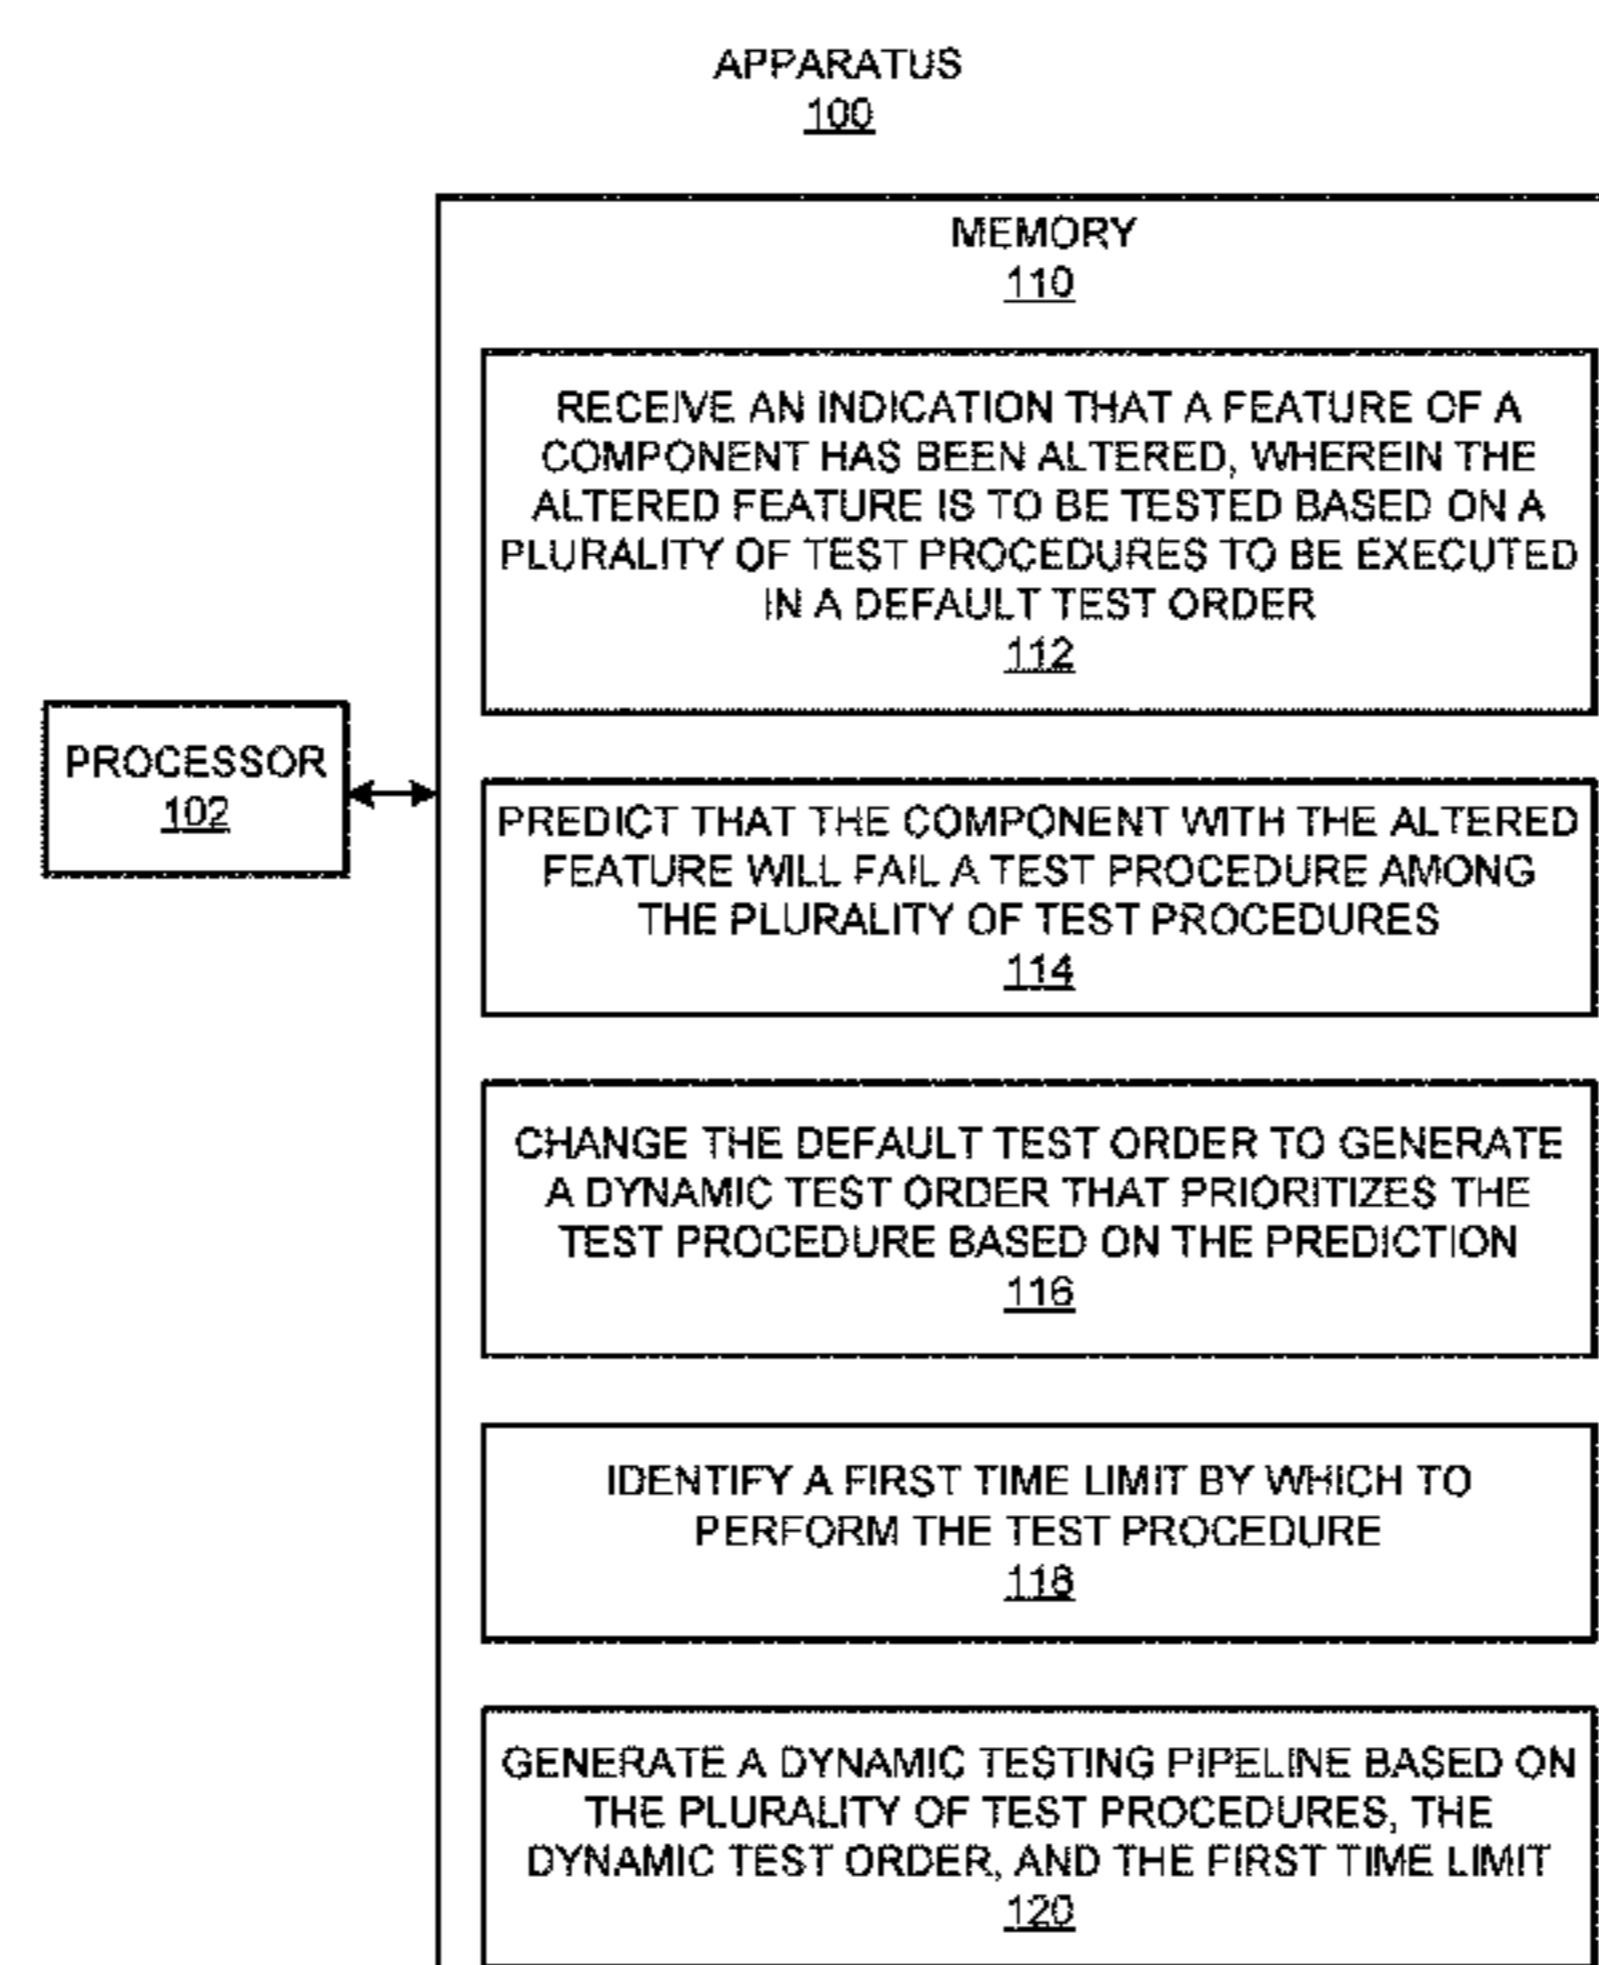 APPARATUS
100
MEMORY
110
RECEIVE AN INDICATION THAT A FEATURE OF A
COMPONENT HAS BEEN ALTERED, WHEREIN THE
ALTERED FEATURE IS TO BE TESTED BASED ON A
PLURALITY OF TEST PROCEDURES TO BE EXECUTED
IN A DEFAULT TEST ORDER
112
PROCESSOR
102
PREDICT THAT THE COMPONENT WITH THE ALTERED
FEATURE WILL FAIL A TEST PROCEDURE AMONG
THE PLURALITY OF TEST PROCEDURES
114
CHANGE THE DEFAULT TEST ORDER TO GENERATE
A DYNAMIC TEST ORDER THAT PRIORITIZES THE
TEST PROCEDURE BASED ON THE PREDICTION
116
IDENTIFY A FIRST TIME LIMIT BY WHICH TO
PERFORM THE TEST PROCEDURE
118
GENERATE A DYNAMIC TESTING PIPELINE BASED ON
THE PLURALITY OF TEST PROCEDURES, THE
DYNAMIC TEST ORDER, AND THE FIRST TIME LIMIT
120